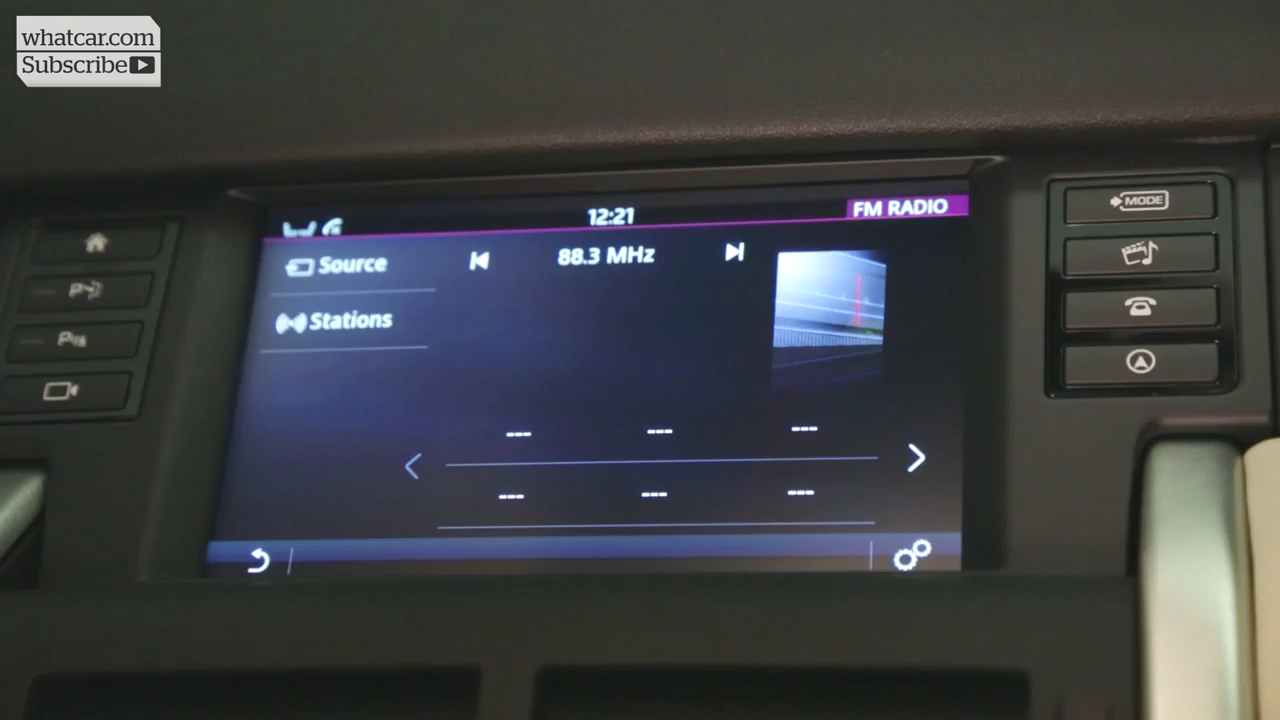 whatcar.com
Subscribe
12:21
FM RADIO
MODE
Source
88.3 MHz
Stations
--- --- ---
--- --- ---
P
P